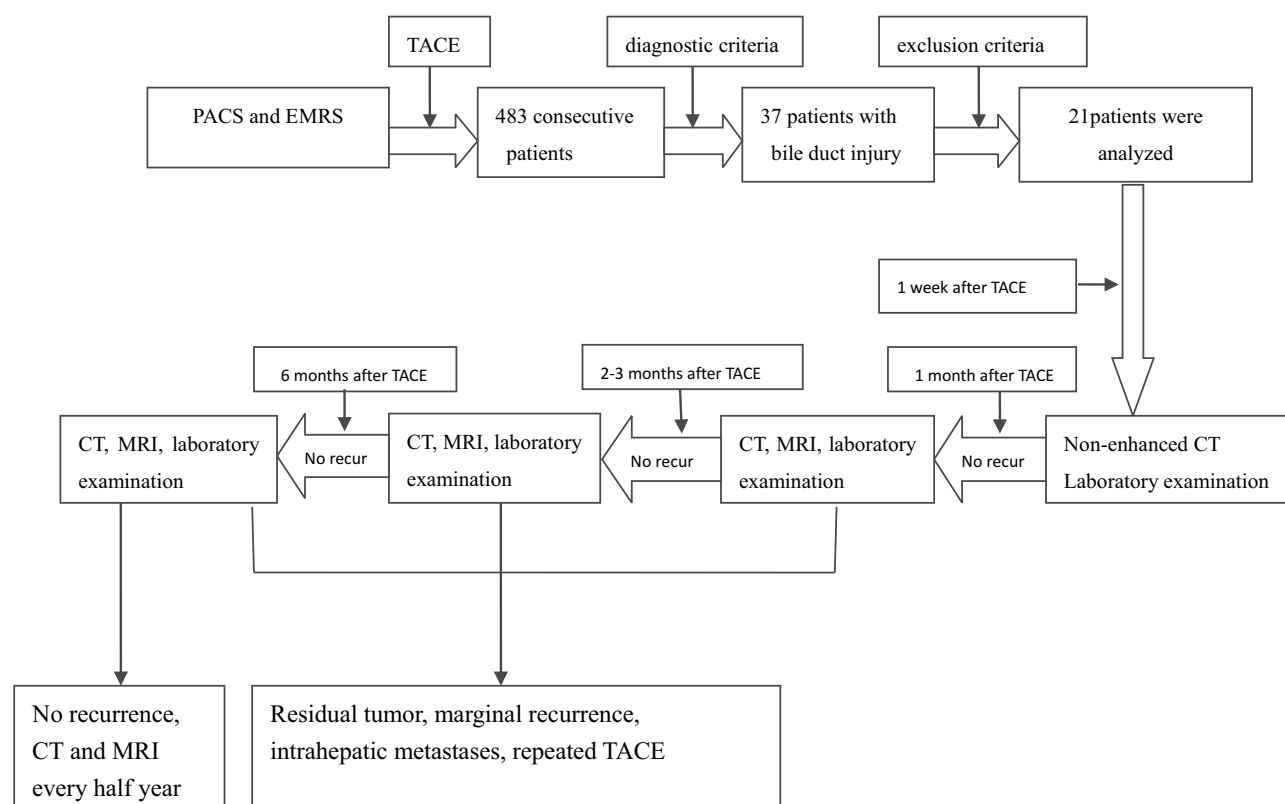 TACE
diagnostic criteria
exclusion criteria
PACS and EMRS
483 consecutive
patients
37 patients with
bile duct injury
21patients were
analyzed
1 week after TACE
6 months after TACE
2-3 months after TACE
1 month after TACE
CT, MRI, laboratory
examination
No recur
CT, MRI, laboratory
examination
No recur
CT, MRI, laboratory
examination
No recur
Non-enhanced CT
Laboratory examination
No recurrence,
CT and MRI
every half year
Residual tumor, marginal recurrence,
intrahepatic metastases, repeated TACE